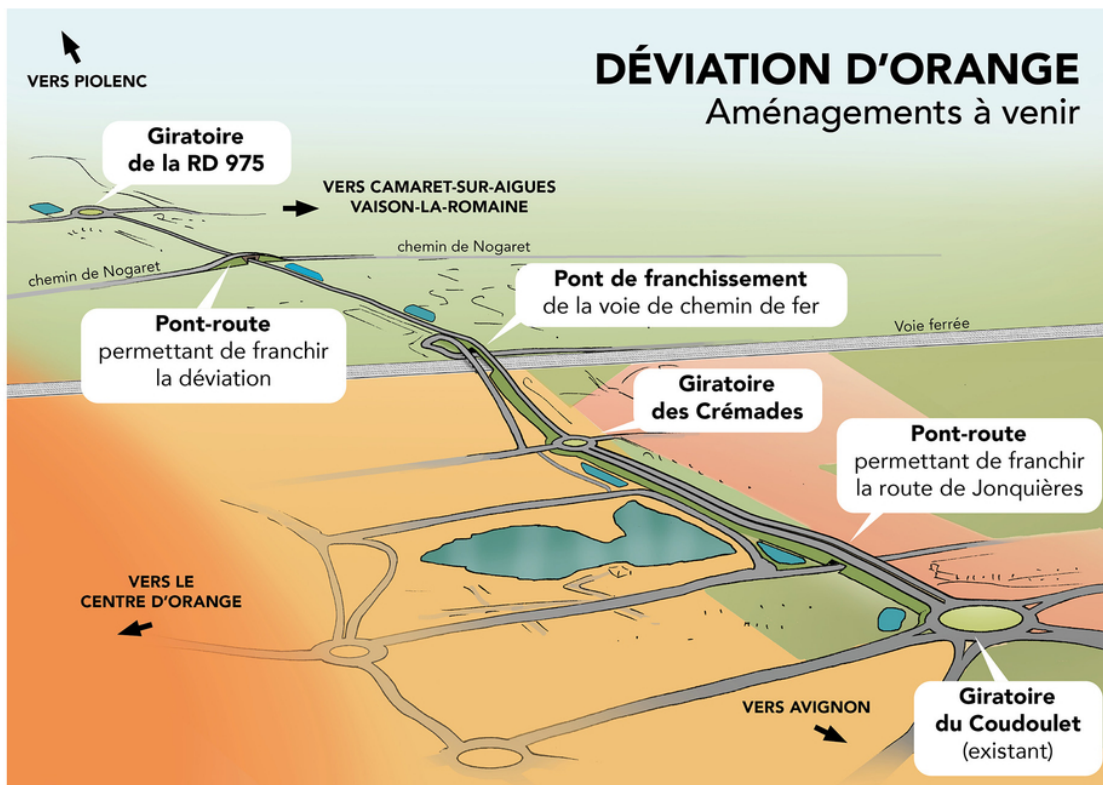 DÉVIATION D'ORANGE
Aménagements à venir
VERS PIOLENC
Giratoire
de la RD 975
VERS CAMARET-SUR-AIGUES
VAISON-LA-ROMAINE
chemin de Nogaret
chemin de Nogaret
Pont de franchissement
de la voie de chemin de fer
Pont-route
permettant de franchir
la déviation
Voie ferrée
Giratoire
des Crémades
Pont-route
permettant de franchir
la route de Jonquières
VERS LE
CENTRE D'ORANGE
VERS AVIGNON
Giratoire
du Coudoulet
(existant)